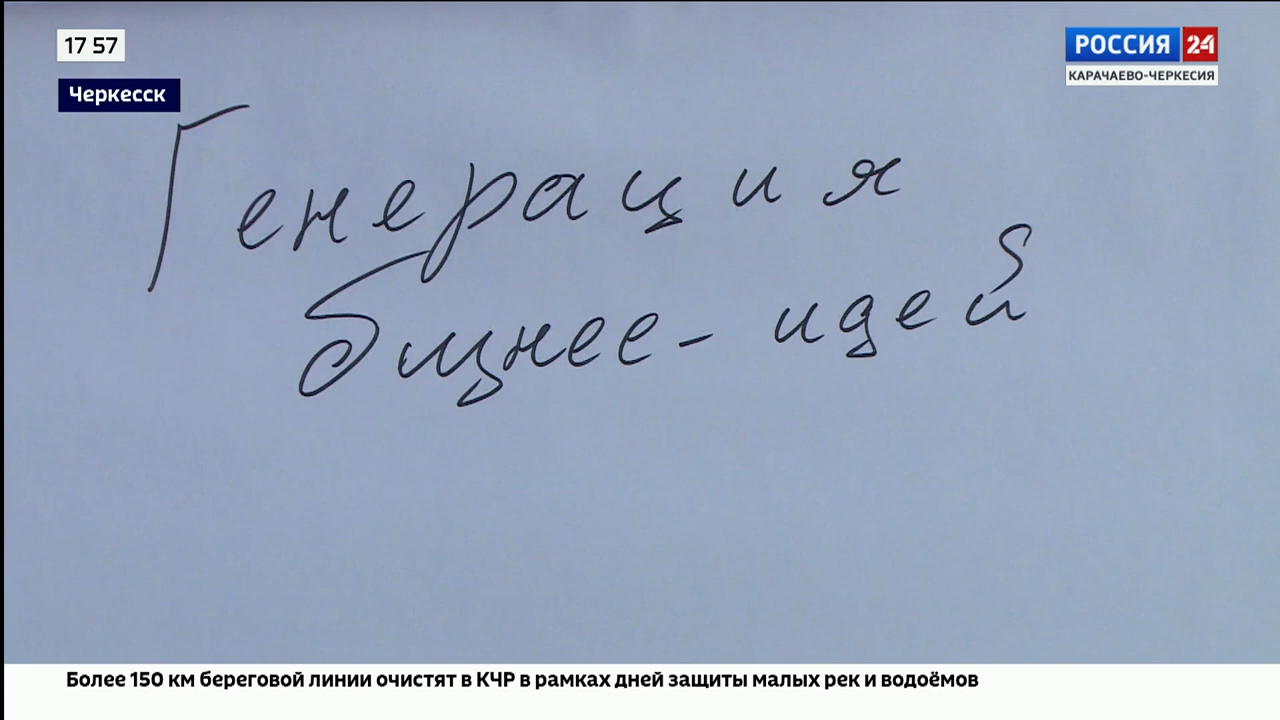 17 57
РОССИЯ 24
КАРАЧАЕВО-ЧЕРКЕСИЯ
Черкесск
Генерация
бизнес-идей
Более 150 км береговой линии очистят в КЧР в рамках дней защиты малых рек и водоёмов